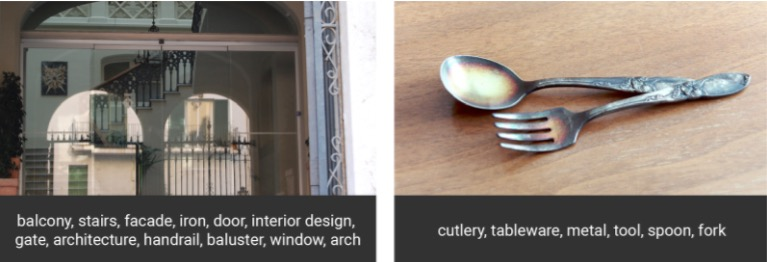 balcony, stairs, facade, iron, door, interior design,
gate, architecture, handrail, baluster, window, arch
cutlery, tableware, metal, tool, spoon, fork